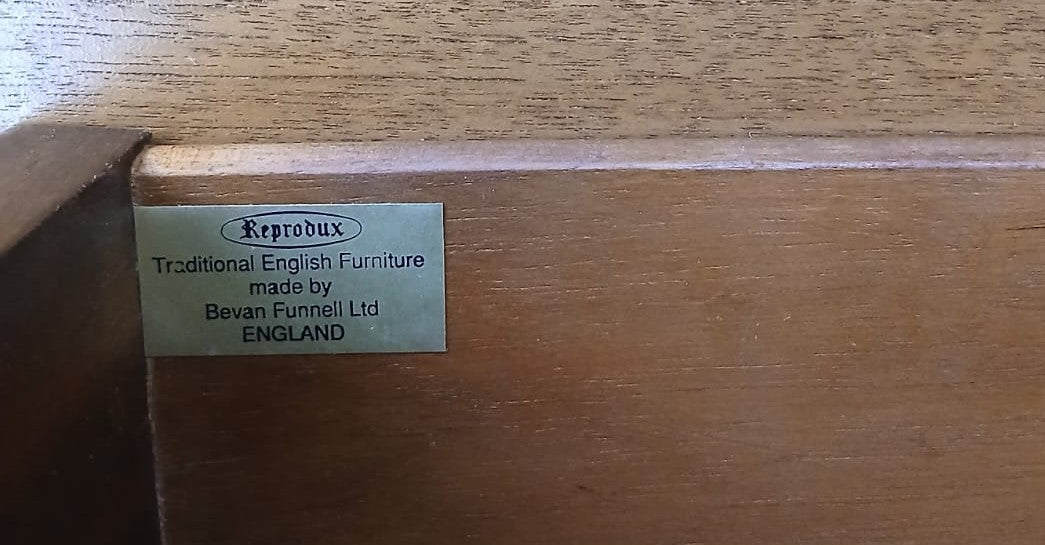 Reprodux
Traditional English Furniture
made by
Bevan Funnell Ltd
ENGLAND